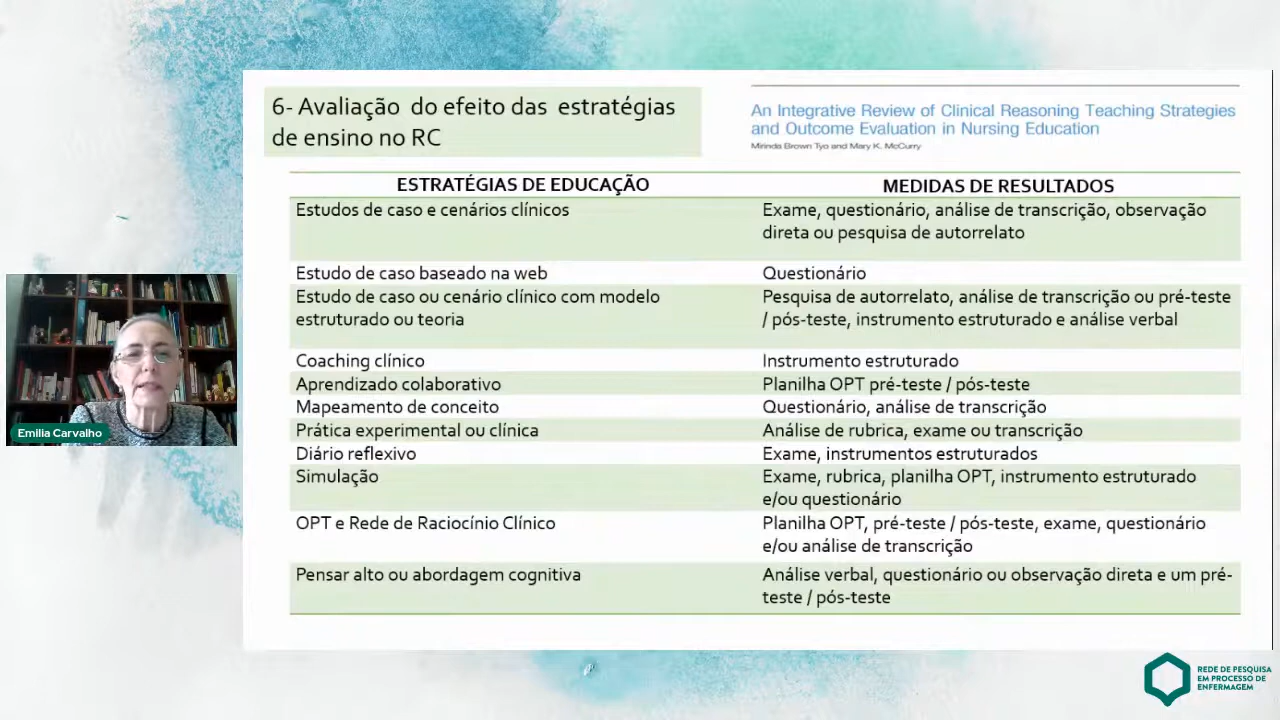 6- Avaliação do efeito das estratégias
de ensino no RC
An Integrative Review of Clinical Reasoning Teaching Strategies
and Outcome Evaluation in Nursing Education
Mirinda Brown Tyo and Mary K. McCurry
ESTRATÉGIAS DE EDUCAÇÃO
MEDIDAS DE RESULTADOS
Estudos de caso e cenários clínicos
Exame, questionário, análise de transcrição, observação
direta ou pesquisa de autorrelato
Estudo de caso baseado na web
Questionário
Estudo de caso ou cenário clínico com modelo
estruturado ou teoria
Pesquisa de autorrelato, análise de transcrição ou pré-teste
/ pós-teste, instrumento estruturado e análise verbal
Coaching clínico
Instrumento estruturado
Aprendizado colaborativo
Planilha OPT pré-teste / pós-teste
Mapeamento de conceito
Questionário, análise de transcrição
Prática experimental ou clínica
Análise de rubrica, exame ou transcrição
Diário reflexivo
Exame, instrumentos estruturados
Simulação
Exame, rubrica, planilha OPT, instrumento estruturado
e/ou questionário
OPT e Rede de Raciocínio Clínico
Planilha OPT, pré-teste / pós-teste, exame, questionário
e/ou análise de transcrição
Pensar alto ou abordagem cognitiva
Análise verbal, questionário ou observação direta e um pré-
teste / pós-teste
Emilia Carvalho
REDE DE PESQUISA
EM PROCESSO DE
ENFERMAGEM